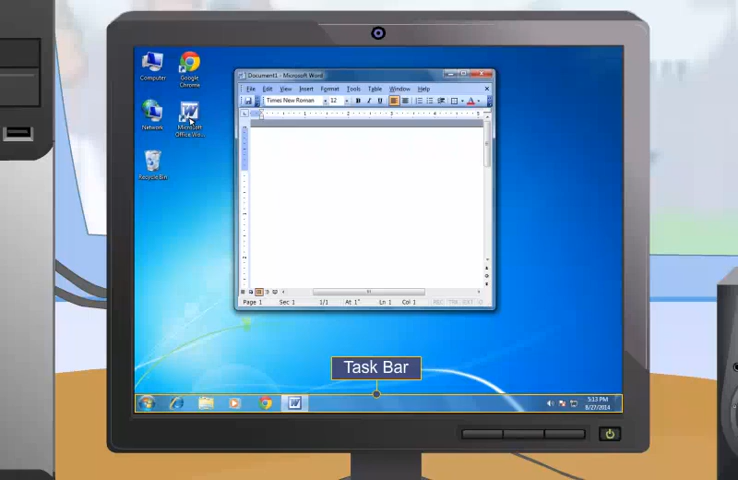 Computer
Google
Chrome
Network
Microsoft
Office Wo...
Recycle Bin
Document1 - Microsoft Word
File Edit View Insert Format Tools Table Window Help
Times New Roman 12 B I U A
Page 1 Sec 1 1/1 At 1" Ln 1 Col 1
Task Bar
5:13 PM
6/27/2014